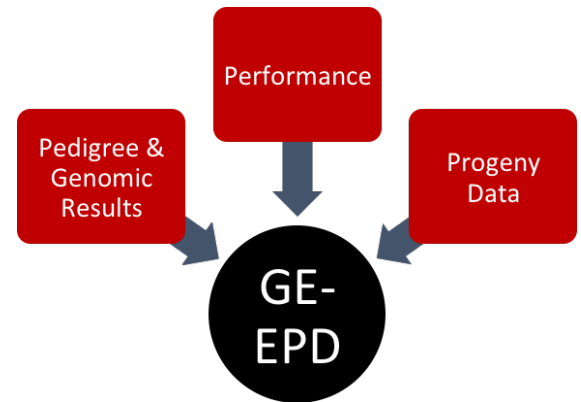 Performance
Pedigree &
Genomic
Results
Progeny
Data
GE-
EPD